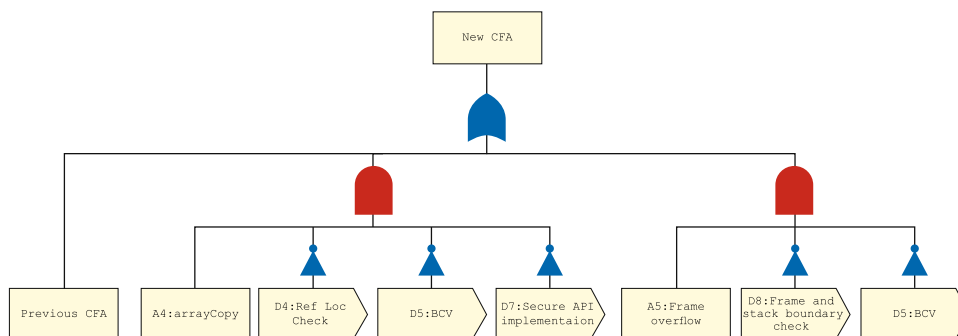 New CFA
Previous CFA
A4:arrayCopy
D4:Ref Loc
Check
D5:BCV
D7:Secure API
implementaion
A5:Frame
overflow
D8:Frame and
stack boundary
check
D5:BCV